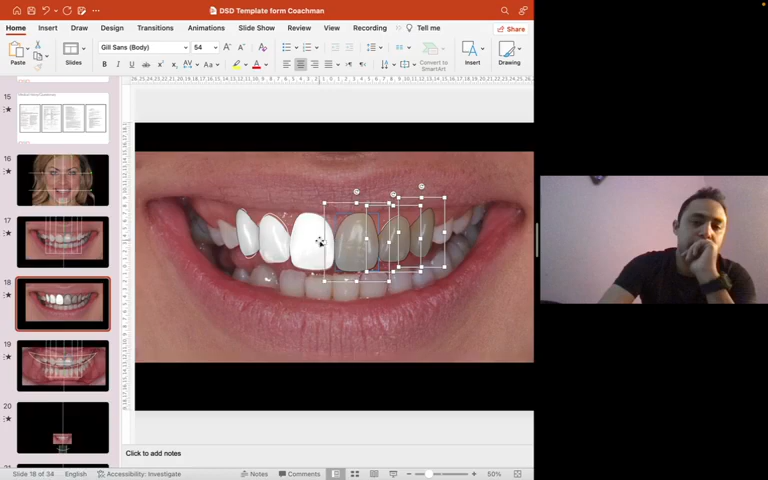 DSD Template form Coachman
Home Insert Draw Design Transitions Animations Slide Show Review View Recording Tell me Share
Gill Sans (Body) 54
Paste Slides B I U Convert to SmartArt Insert Drawing
15
16
17
18
19
20
Click to add notes
Slide 18 of 34 English Accessibility: Investigate Notes Comments 50%